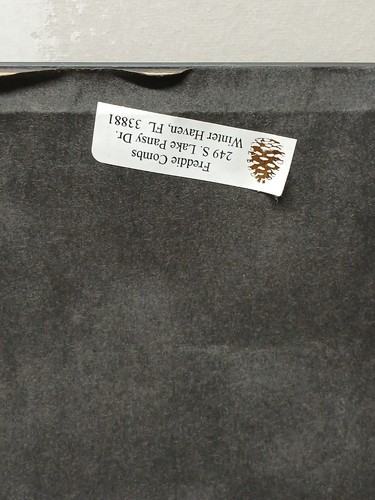 Freddie Combs
249 S. Lake Pansy Dr.
Winter Haven, FL  33881